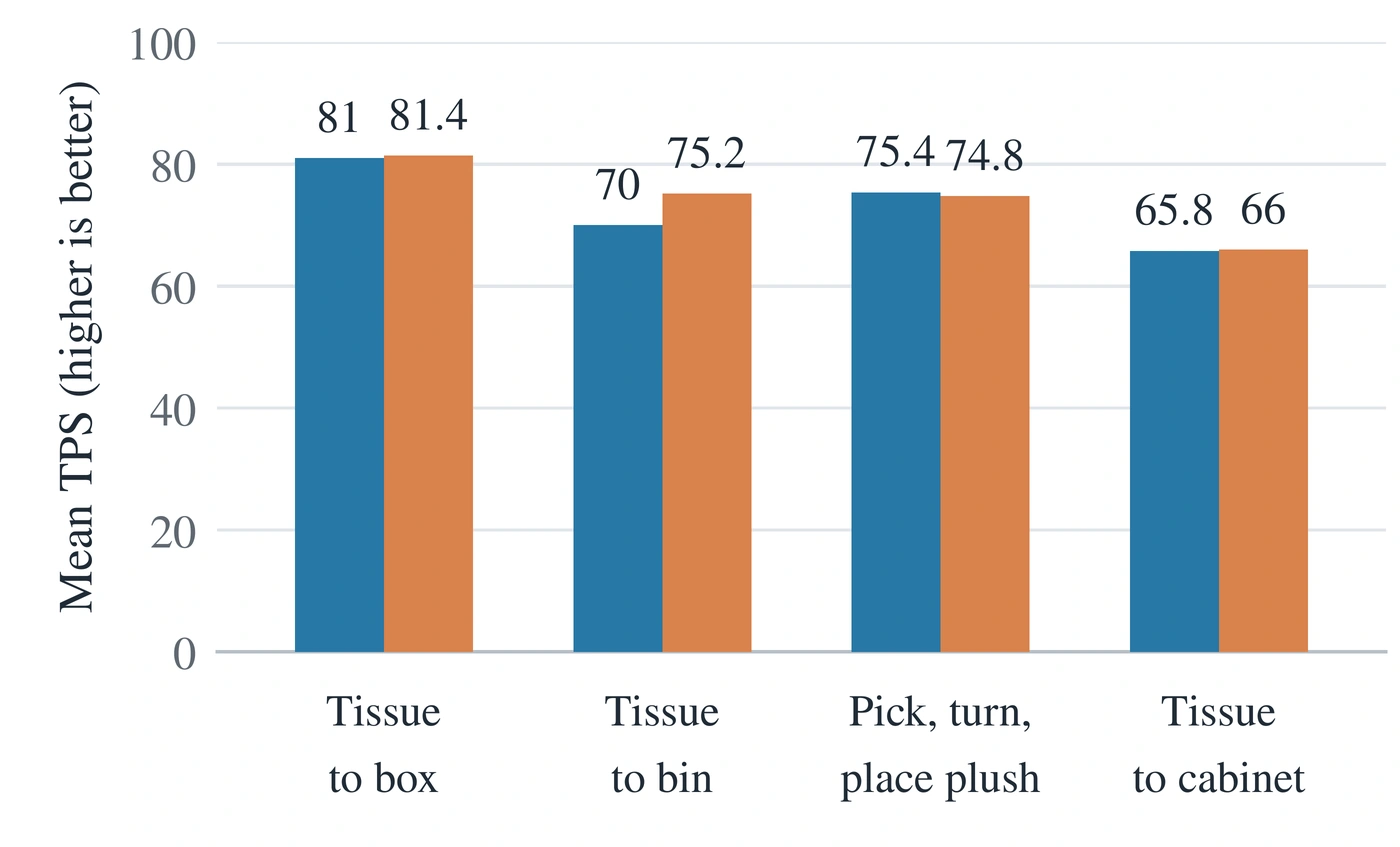 Mean TPS (higher is better)
100
80
60
40
20
0
81 81.4
70 75.2
75.4 74.8
65.8 66
Tissue
to box
Tissue
to bin
Pick, turn,
place plush
Tissue
to cabinet